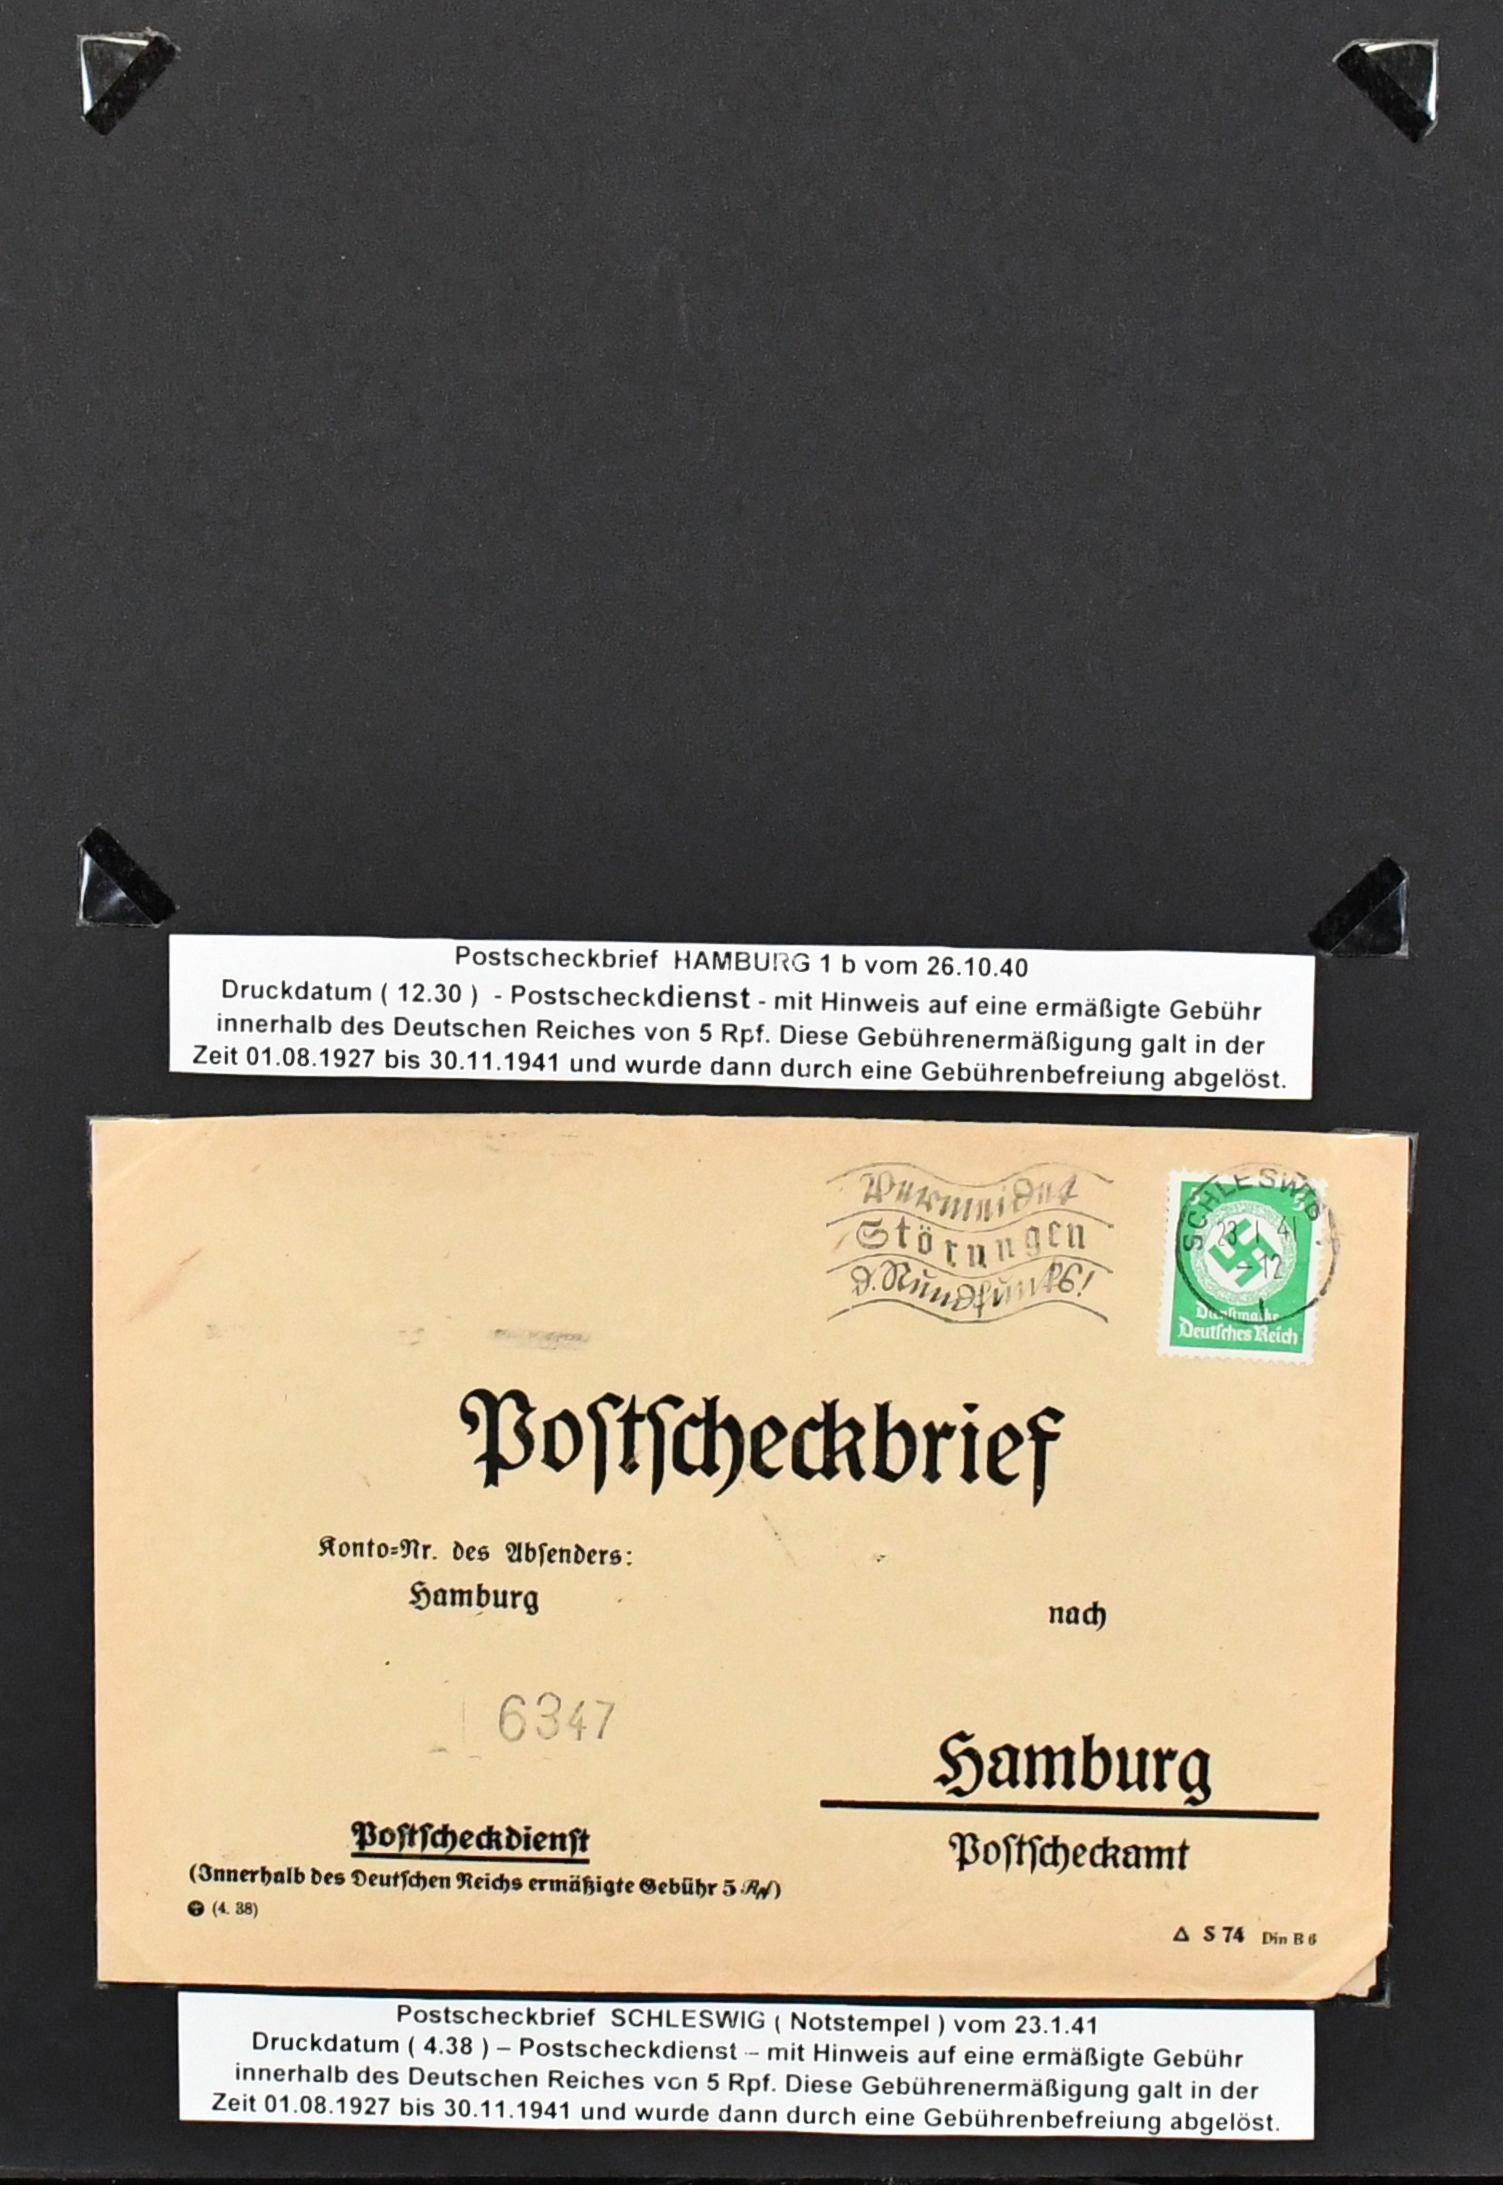 Postscheckbrief HAMBURG 1 b vom 26.10.40
Druckdatum ( 12.30 ) - Postscheckdienst - mit Hinweis auf eine ermäßigte Gebühr
innerhalb des Deutschen Reiches von 5 Rpf. Diese Gebührenermäßigung galt in der
Zeit 01.08.1927 bis 30.11.1941 und wurde dann durch eine Gebührenbefreiung abgelöst.
Vermeidet
Störungen
d. Rundfunks!
SCHLESWIG
23.1.41.
-12
1
Dienstmarke
Deutsches Reich
Postscheckbrief
Konto=Nr. des Absenders:
Hamburg
nach
6347
Hamburg
Postscheckdienst
Postscheckamt
(Innerhalb des Deutschen Reichs ermäßigte Gebühr 5 Rpf)
(4. 38)
Δ S 74 Din B 6
Postscheckbrief SCHLESWIG ( Notstempel ) vom 23.1.41
Druckdatum ( 4.38 ) – Postscheckdienst – mit Hinweis auf eine ermäßigte Gebühr
innerhalb des Deutschen Reiches von 5 Rpf. Diese Gebührenermäßigung galt in der
Zeit 01.08.1927 bis 30.11.1941 und wurde dann durch eine Gebührenbefreiung abgelöst.